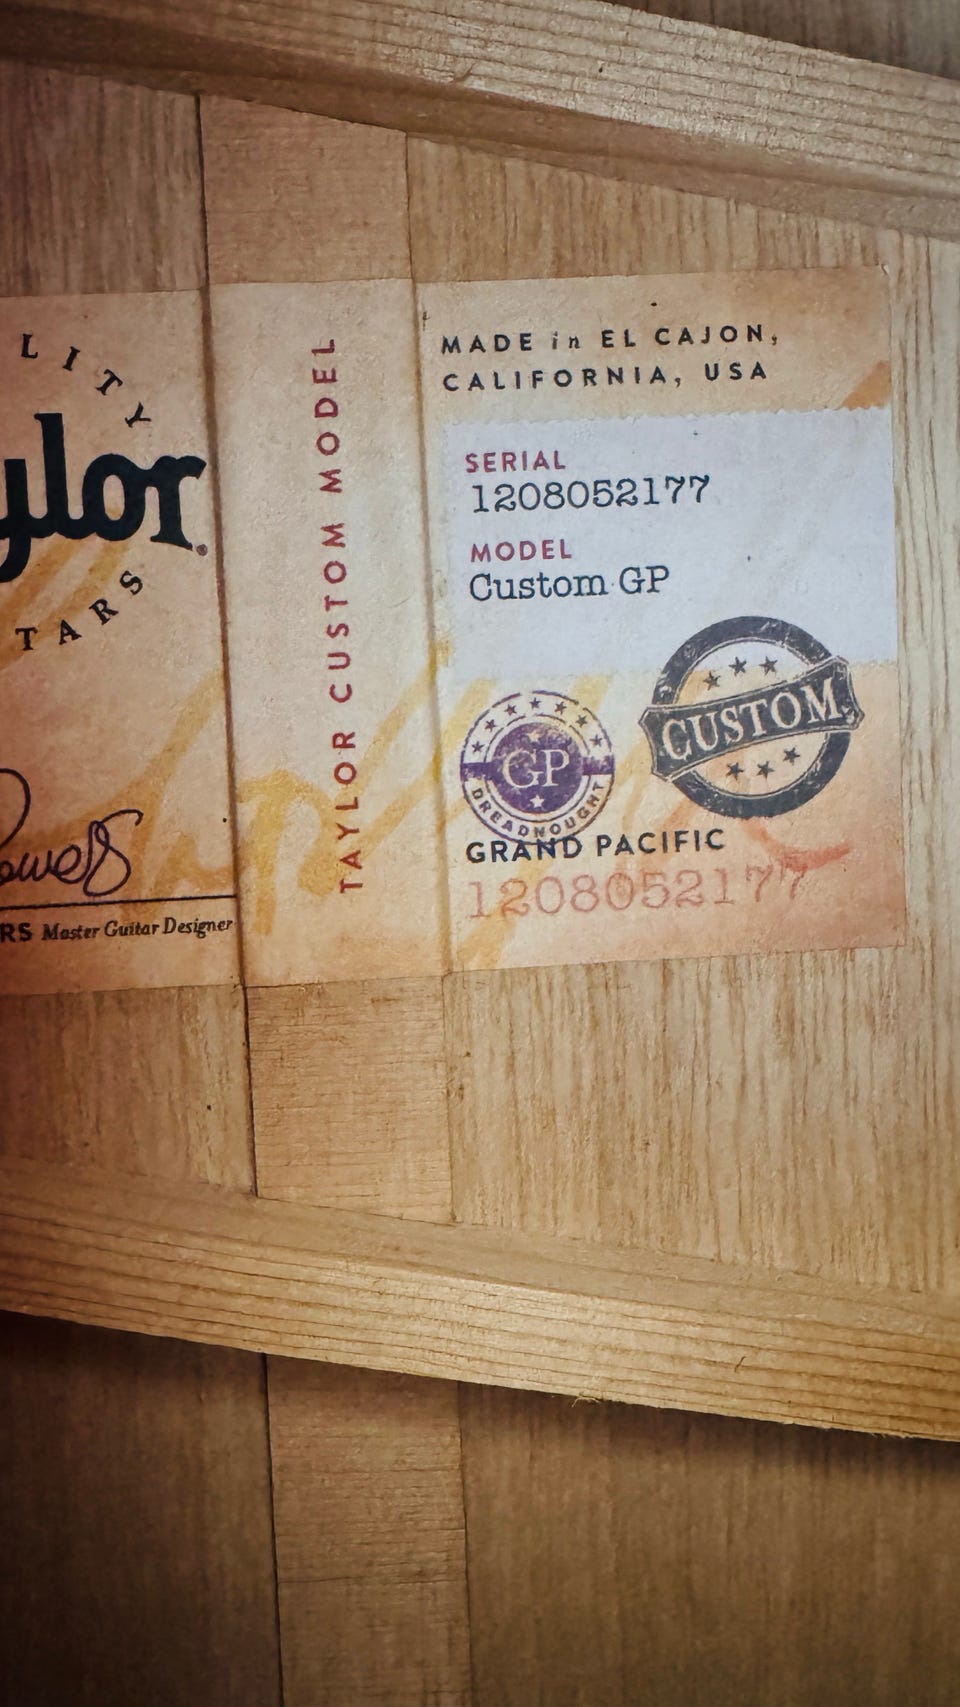 LITY
ylor®
TARS
Powers
RS Master Guitar Designer
TAYLOR CUSTOM MODEL
MADE in EL CAJON,
CALIFORNIA, USA
SERIAL
1208052177
MODEL
Custom GP
CUSTOM
GP
DREADNOUGHT
GRAND PACIFIC
1208052177